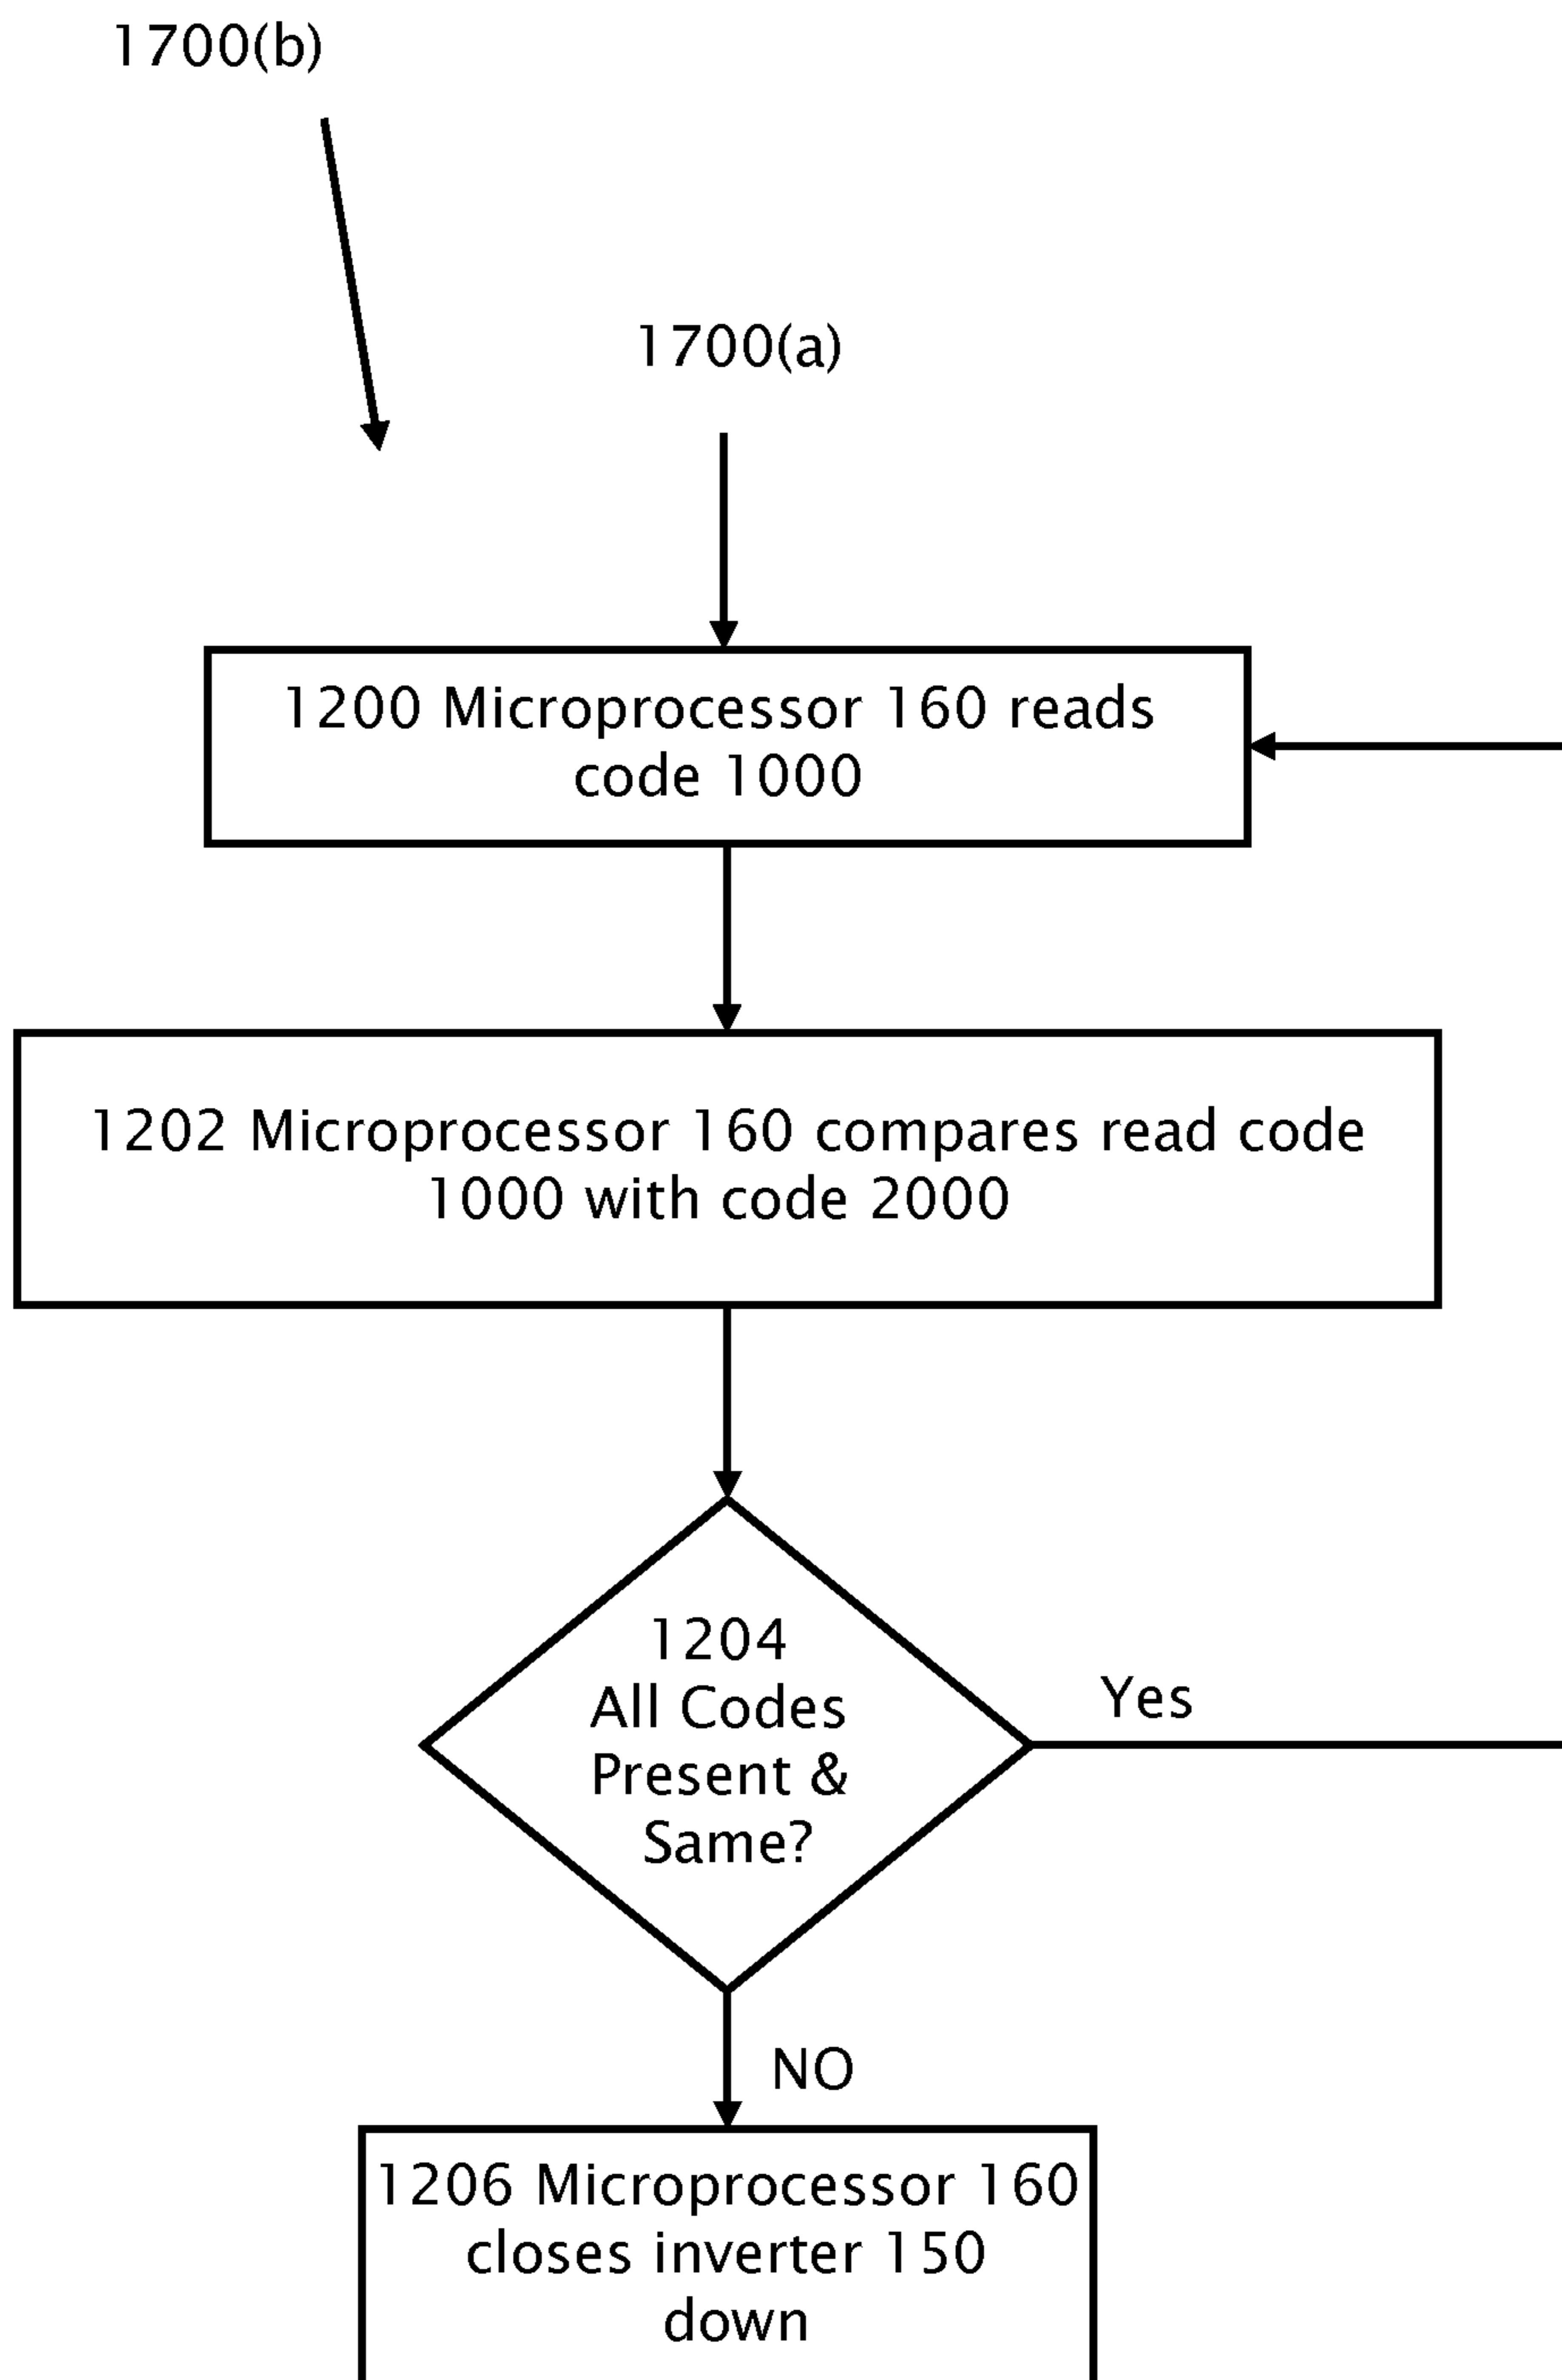 1700(b)
1700(a)
1200 Microprocessor 160 reads
code 1000
1202 Microprocessor 160 compares read code
1000 with code 2000
1204
All Codes
Present &
Same?
Yes
NO
1206 Microprocessor 160
closes inverter 150
down